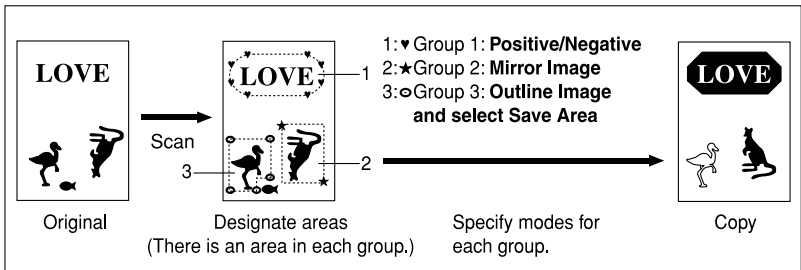 LOVE
Original
Scan
LOVE
1
2
3
Designate areas
(There is an area in each group.)
1:♥Group 1: Positive/Negative
2:★Group 2: Mirror Image
3:⬭Group 3: Outline Image
and select Save Area
Specify modes for
each group.
LOVE
Copy